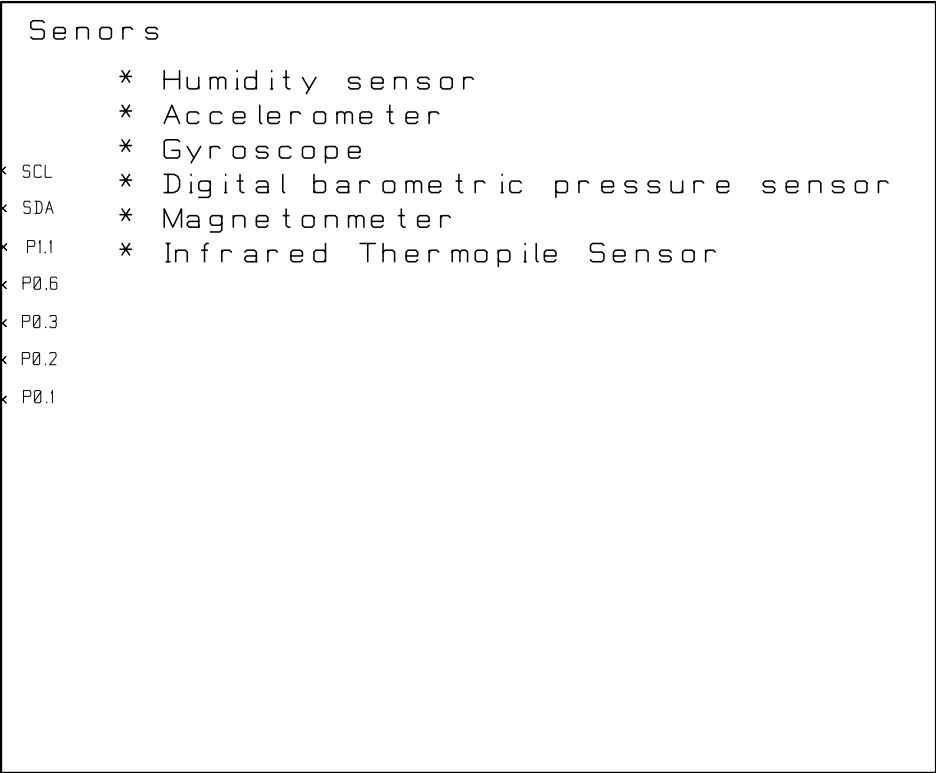 Senors
* Humidity sensor
* Accelerometer
* Gyroscope
* Digital barometric pressure sensor
* Magnetonmeter
* Infrared Thermopile Sensor
SCL
SDA
P1.1
P0.6
P0.3
P0.2
P0.1